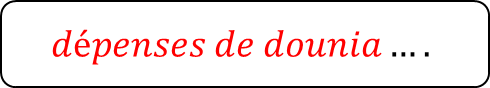 dépenses de dounia ... .